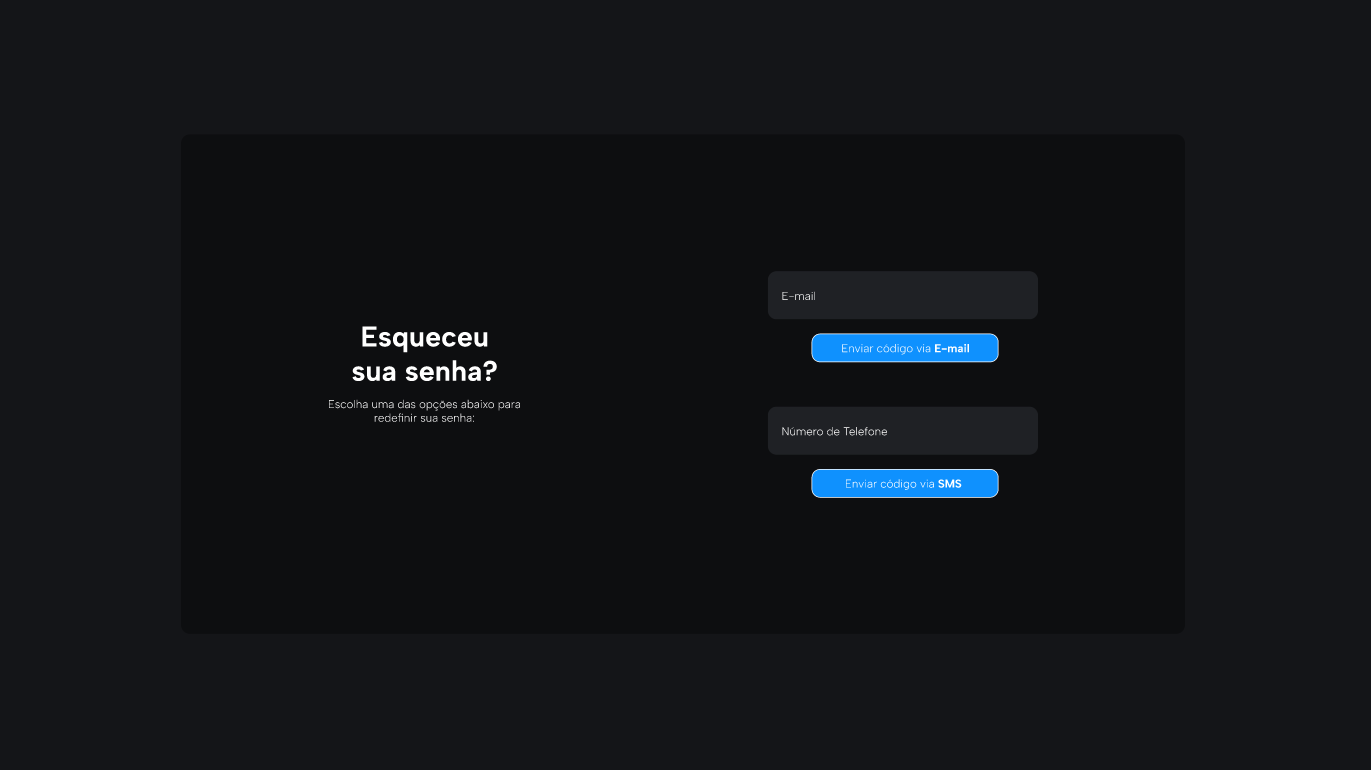 Esqueceu
sua senha?
Escolha uma das opções abaixo para
redefinir sua senha:
E-mail
Enviar código via E-mail
Número de Telefone
Enviar código via SMS